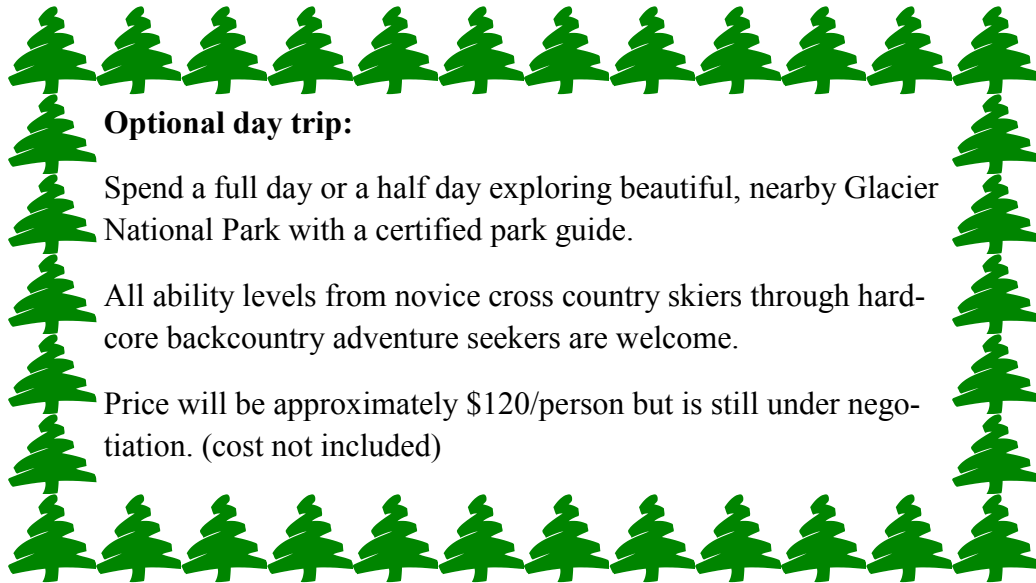 Optional day trip:
Spend a full day or a half day exploring beautiful, nearby Glacier
National Park with a certified park guide.
All ability levels from novice cross country skiers through hard-
core backcountry adventure seekers are welcome.
Price will be approximately $120/person but is still under nego-
tiation. (cost not included)